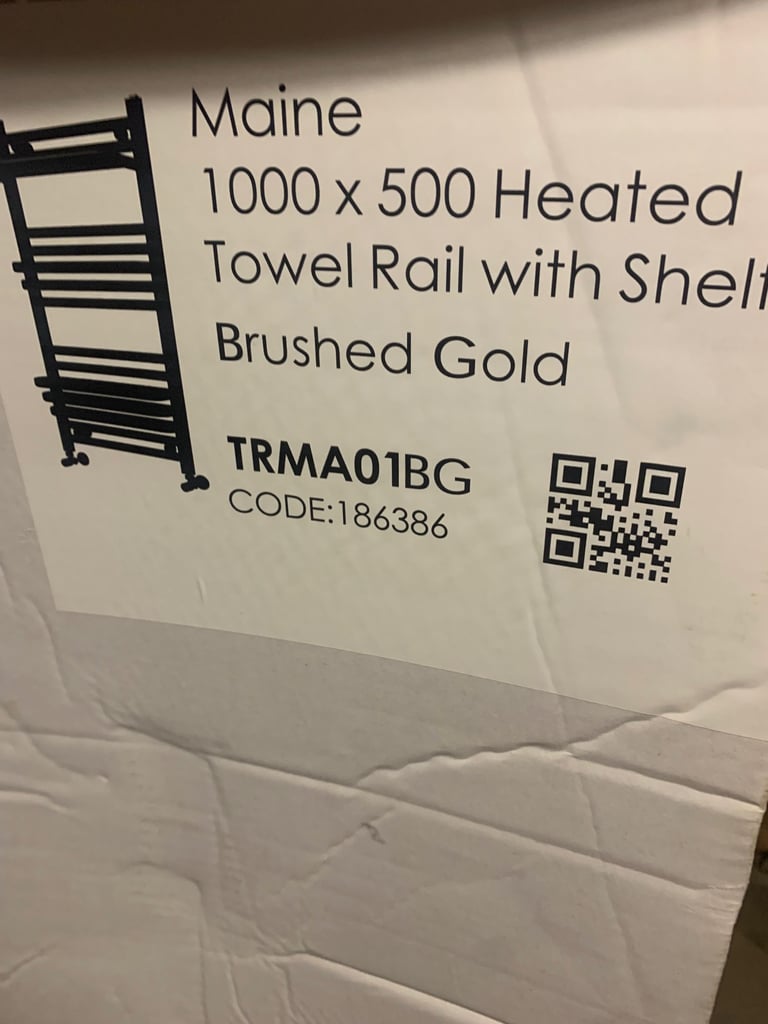 Maine
1000 x 500 Heated
Towel Rail with Shelf
Brushed Gold
TRMA01BG
CODE:186386